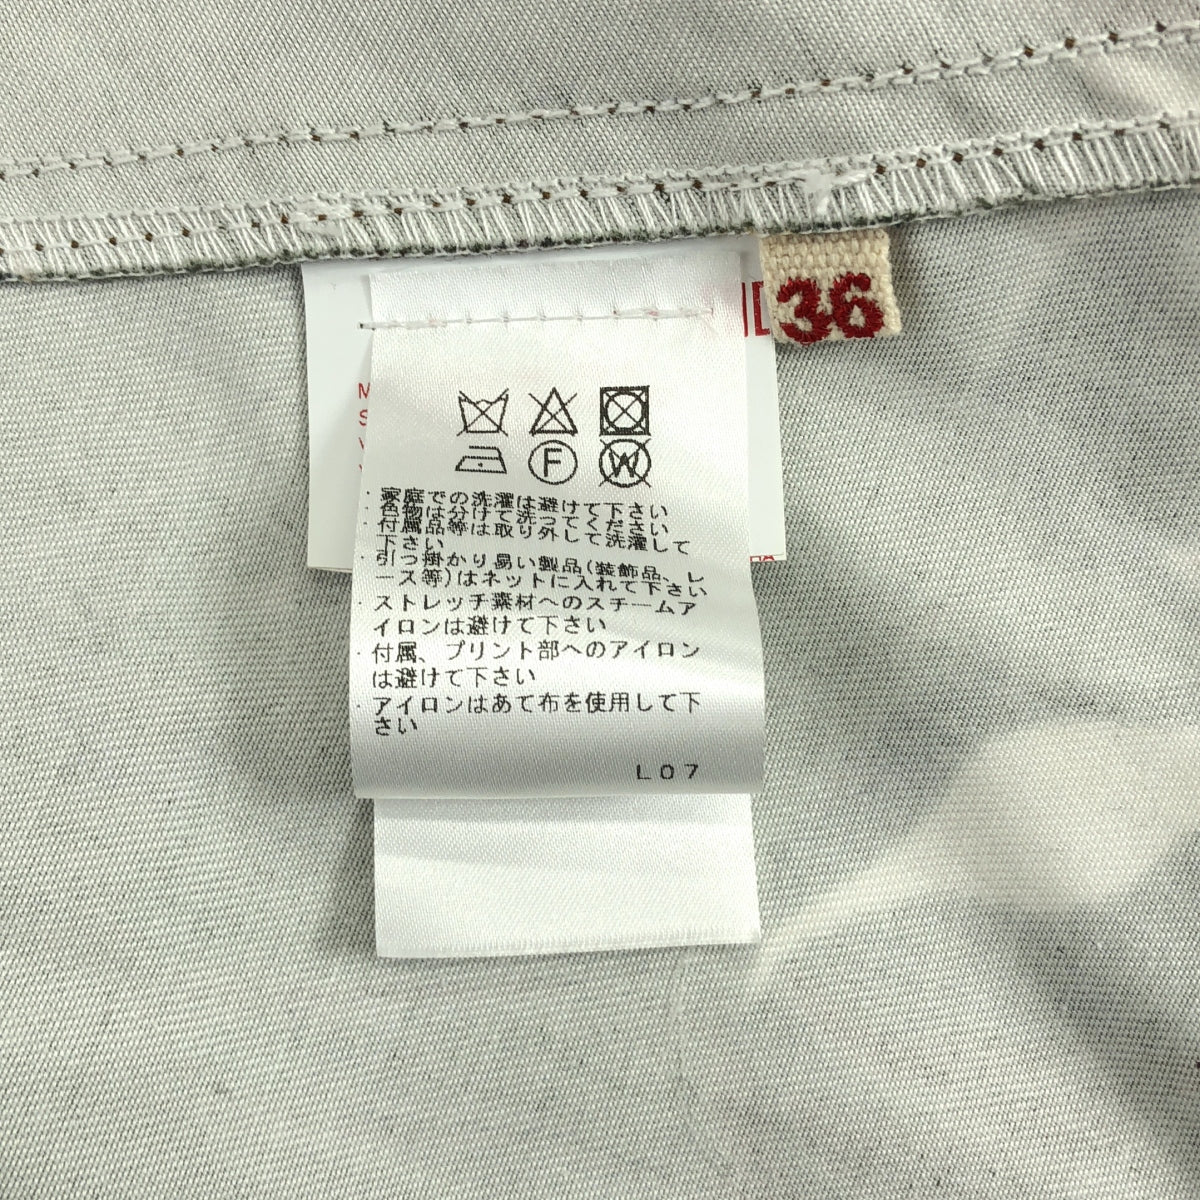 36
F
W
・家庭での洗濯は避けて下さい
色物は分けて洗ってください
・付属品等は取り外して洗濯して
下さい
・引っ掛かり易い製品(装飾品、レ
ース等)はネットに入れて下さい
・ストレッチ素材へのスチームア
イロンは避けて下さい
・付属、プリント部へのアイロン
は避けて下さい
・アイロンはあて布を使用して下
さい
L07